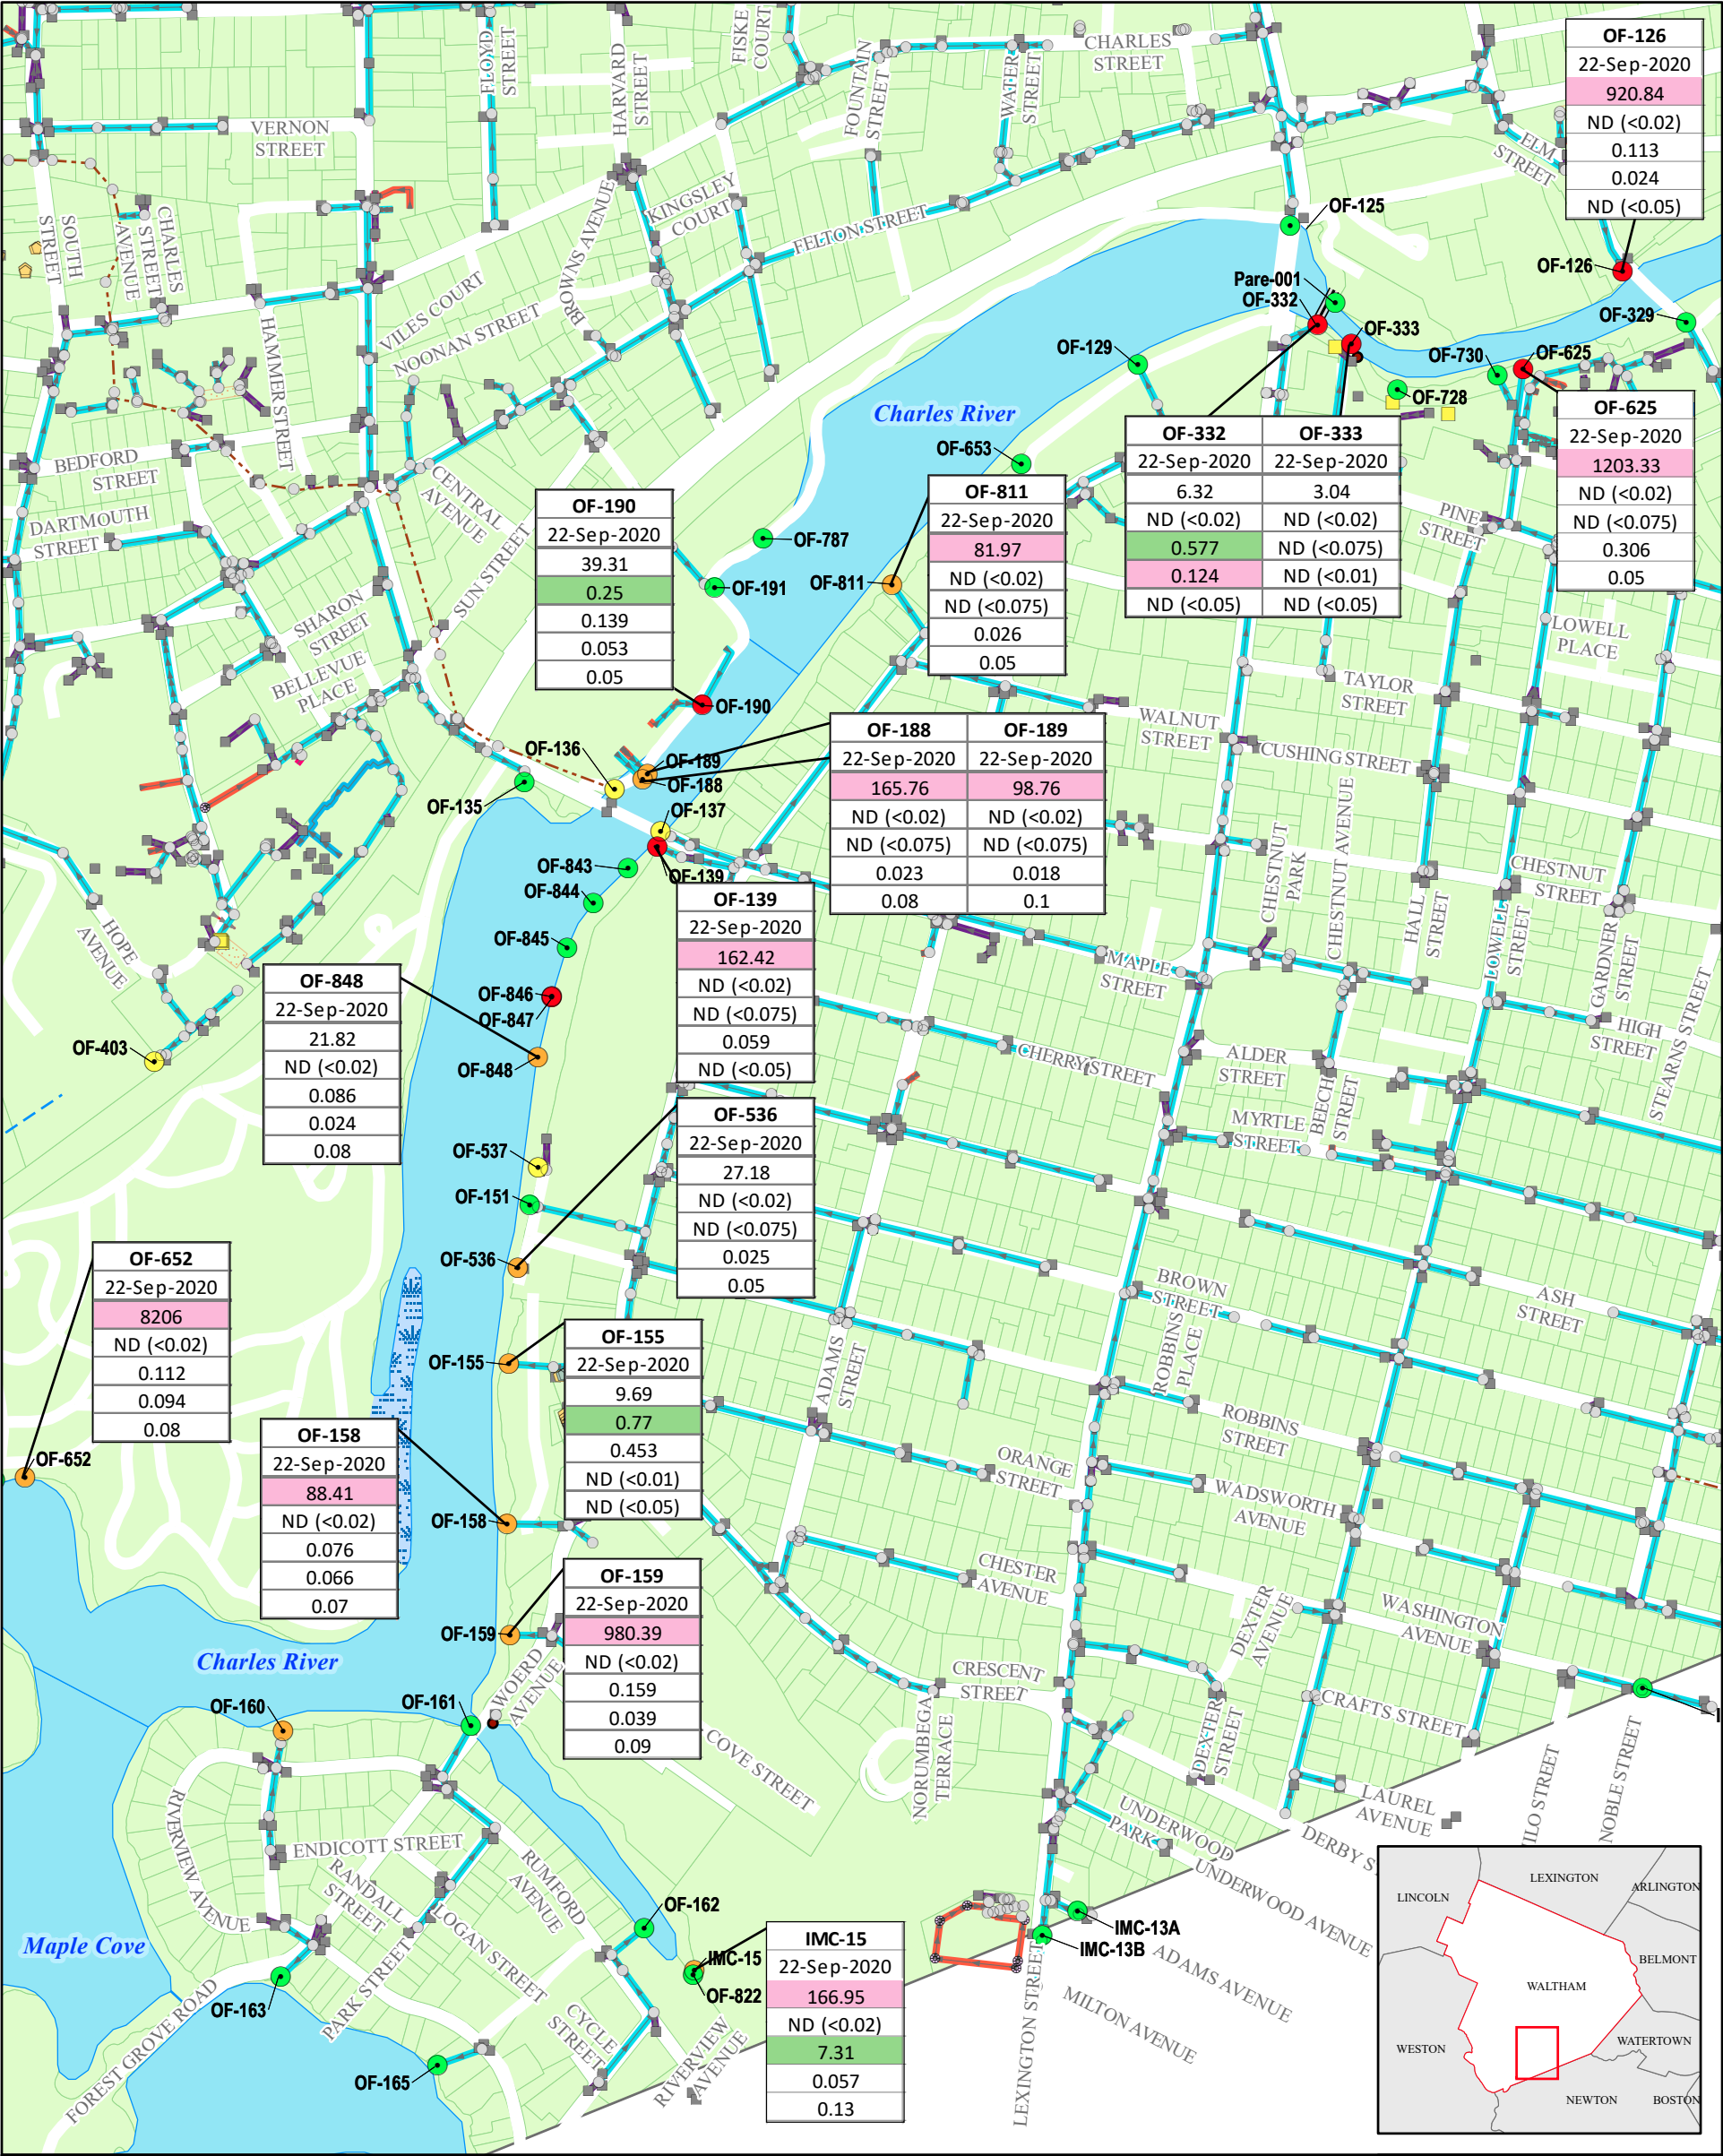 FLOYD
STREET
HARVARD
STREET
FISKE
COURT
FOUNTAIN
STREET
WATER
STREET
CHARLES
STREET
VERNON
STREET
ELM
STREET
OF-126
22-Sep-2020
920.84
ND (<0.02)
0.113
0.024
ND (<0.05)
SOUTH
STREET
CHARLES
STREET
AVENUE
KINGSLEY
COURT
BROWNS AVENUE
FELTON STREET
OF-125
OF-126
Pare-001
OF-332
OF-333
OF-329
VILES COURT
NOONAN STREET
HAMMER STREET
OF-129
OF-730
OF-625
OF-728
Charles River
OF-625
22-Sep-2020
1203.33
ND (<0.02)
ND (<0.075)
0.306
0.05
OF-332 OF-333
22-Sep-2020 22-Sep-2020
6.32 3.04
ND (<0.02) ND (<0.02)
0.577 ND (<0.075)
0.124 ND (<0.01)
ND (<0.05) ND (<0.05)
OF-653
BEDFORD
STREET
CENTRAL
AVENUE
DARTMOUTH
STREET
SUN STREET
OF-190
22-Sep-2020
39.31
0.25
0.139
0.053
0.05
OF-811
22-Sep-2020
81.97
ND (<0.02)
ND (<0.075)
0.026
0.05
PINE
STREET
OF-787
OF-191
OF-811
SHARON
STREET
BELLEVUE
PLACE
LOWELL
PLACE
TAYLOR
STREET
OF-190
WALNUT
STREET
CUSHING STREET
OF-188 OF-189
22-Sep-2020 22-Sep-2020
165.76 98.76
ND (<0.02) ND (<0.02)
ND (<0.075) ND (<0.075)
0.023 0.018
0.08 0.1
OF-136
OF-189
OF-188
OF-135
OF-137
OF-843
OF-139
OF-844
OF-845
CHESTNUT
PARK
CHESTNUT AVENUE
HALL
STREET
LOWELL
STREET
CHESTNUT
STREET
GARDNER
STREET
OF-139
22-Sep-2020
162.42
ND (<0.02)
ND (<0.075)
0.059
ND (<0.05)
HOPE
AVENUE
MAPLE
STREET
OF-848
22-Sep-2020
21.82
ND (<0.02)
0.086
0.024
0.08
OF-846
OF-847
OF-848
OF-403
CHERRY STREET
ALDER
STREET
HIGH
STREET
STEARNS STREET
MYRTLE
STREET
BEECH
STREET
OF-536
22-Sep-2020
27.18
ND (<0.02)
ND (<0.075)
0.025
0.05
OF-537
OF-151
OF-536
OF-652
22-Sep-2020
8206
ND (<0.02)
0.112
0.094
0.08
BROWN
STREET
ASH
STREET
OF-155
OF-155
22-Sep-2020
9.69
0.77
0.453
ND (<0.01)
ND (<0.05)
ADAMS
STREET
ROBBINS
PLACE
ROBBINS
STREET
OF-652
OF-158
22-Sep-2020
88.41
ND (<0.02)
0.076
0.066
0.07
OF-158
ORANGE
STREET
WADSWORTH
AVENUE
CHESTER
AVENUE
OF-159
OF-159
22-Sep-2020
980.39
ND (<0.02)
0.159
0.039
0.09
DEXTER
AVENUE
WASHINGTON
AVENUE
Charles River
CRESCENT
STREET
CRAFTS STREET
DEXTER
STREET
OF-160
OF-161
WOERD
AVENUE
COVE STREET
NORUMBEGA
TERRACE
NOBLE STREET
LAUREL
AVENUE
UNDERWOOD
PARK
UNDERWOOD AVENUE
RIVERVIEW AVENUE
ENDICOTT STREET
RANDALL
STREET
RUMFORD
AVENUE
LOGAN STREET
PARK STREET
OF-162
IMC-15
OF-822
IMC-15
22-Sep-2020
166.95
ND (<0.02)
7.31
0.057
0.13
IMC-13A
IMC-13B
LEXINGTON STREET
ADAMS AVENUE
MILTON AVENUE
Maple Cove
OF-163
FOREST GROVE ROAD
CYCLE
STREET
RIVERVIEW
AVENUE
OF-165
LEXINGTON
LINCOLN
ARLINGTON
BELMONT
WALTHAM
WATERTOWN
WESTON
NEWTON
BOSTON